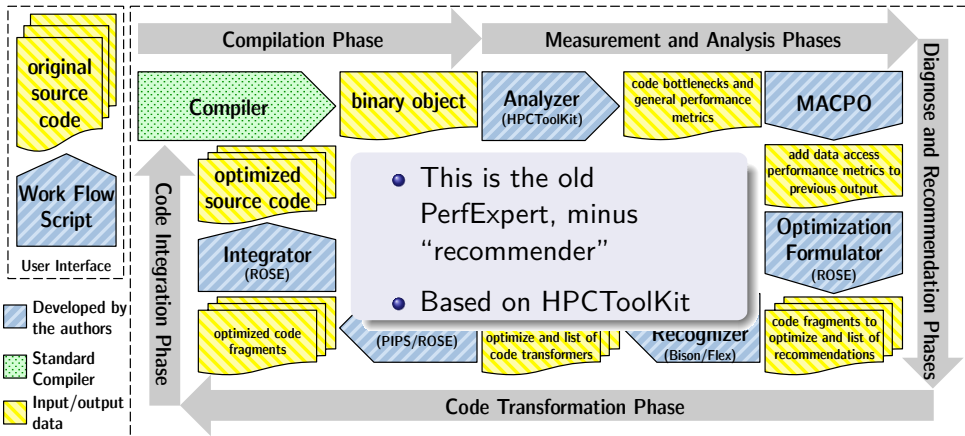 Compilation Phase
Measurement and Analysis Phases
Diagnose and Recommendation Phases
Code Transformation Phase
Code Integration Phase
original
source
code
Work Flow
Script
User Interface
Developed by
the authors
Standard
Compiler
Input/output
data
Compiler
binary object
Analyzer
(HPCToolKit)
code bottlenecks and
general performance
metrics
MACPO
add data access
performance metrics to
previous output
Optimization
Formulator
(ROSE)
code fragments to
optimize and list of
recommendations
Recognizer
(Bison/Flex)
optimize and list of
code transformers
(PIPS/ROSE)
optimized code
fragments
Integrator
(ROSE)
optimized
source code
• This is the old
PerfExpert, minus
“recommender”
• Based on HPCToolKit